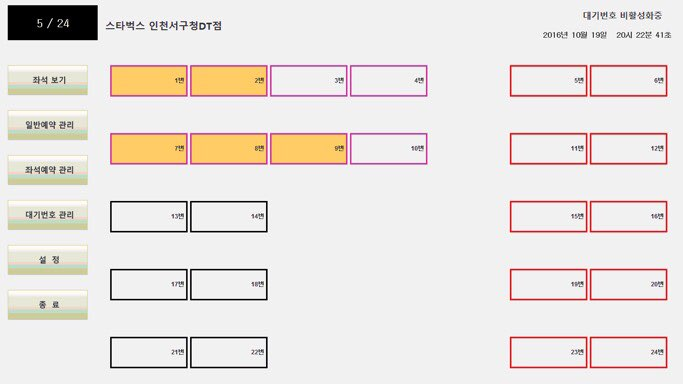 5 / 24
스타벅스 인천서구청DT점
대기번호 비활성화중
2016년 10월 19일 20시 22분 41초
좌석 보기
일반예약 관리
좌석예약 관리
대기번호 관리
설 정
종 료
1번 2번 3번 4번 5번 6번
7번 8번 9번 10번 11번 12번
13번 14번 15번 16번
17번 18번 19번 20번
21번 22번 23번 24번